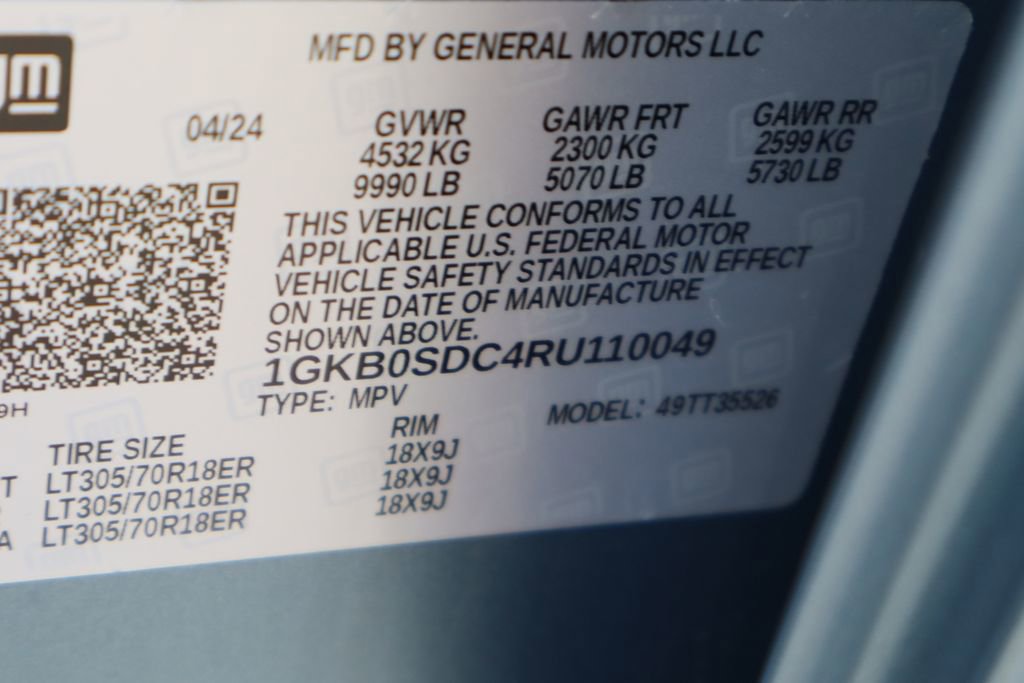 gm
MFD BY GENERAL MOTORS LLC
04/24 GVWR GAWR FRT GAWR RR
4532 KG 2300 KG 2599 KG
9990 LB 5070 LB 5730 LB
THIS VEHICLE CONFORMS TO ALL
APPLICABLE U.S. FEDERAL MOTOR
VEHICLE SAFETY STANDARDS IN EFFECT
ON THE DATE OF MANUFACTURE
SHOWN ABOVE.
1GKB0SDC4RU110049
9H TYPE: MPV MODEL: 49TT35526
TIRE SIZE RIM
T LT305/70R18ER 18X9J
LT305/70R18ER 18X9J
A LT305/70R18ER 18X9J